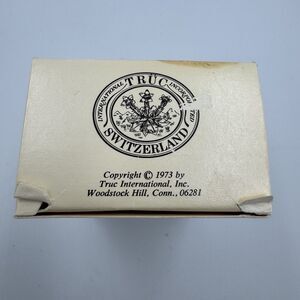 INTERNATIONAL TRUC INCORPORATED
SWITZERLAND
Copyright © 1973 by
Truc International, Inc.
Woodstock Hill, Conn., 06281